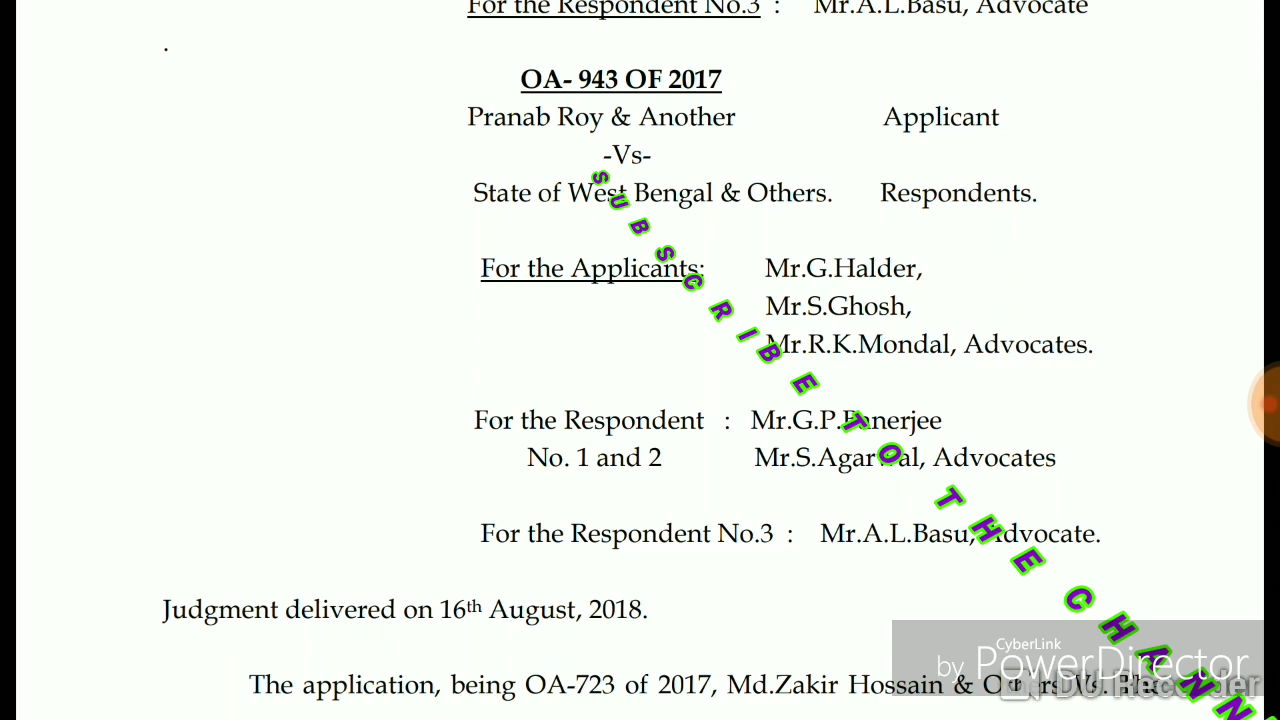 For the Respondent No.3 : Mr.A.L.Basu, Advocate
.
OA- 943 OF 2017
Pranab Roy & Another Applicant
-Vs-
State of West Bengal & Others. Respondents.
For the Applicants: Mr.G.Halder,
Mr.S.Ghosh,
Mr.R.K.Mondal, Advocates.
For the Respondent : Mr.G.P.Banerjee
No. 1 and 2 Mr.S.Agarwal, Advocates
For the Respondent No.3 : Mr.A.L.Basu, Advocate.
Judgment delivered on 16th August, 2018.
The application, being OA-723 of 2017, Md.Zakir Hossain & Others Vs.
SUBSCRIBE TO THE CHANN
CyberLink
by PowerDirector
DU Recorder